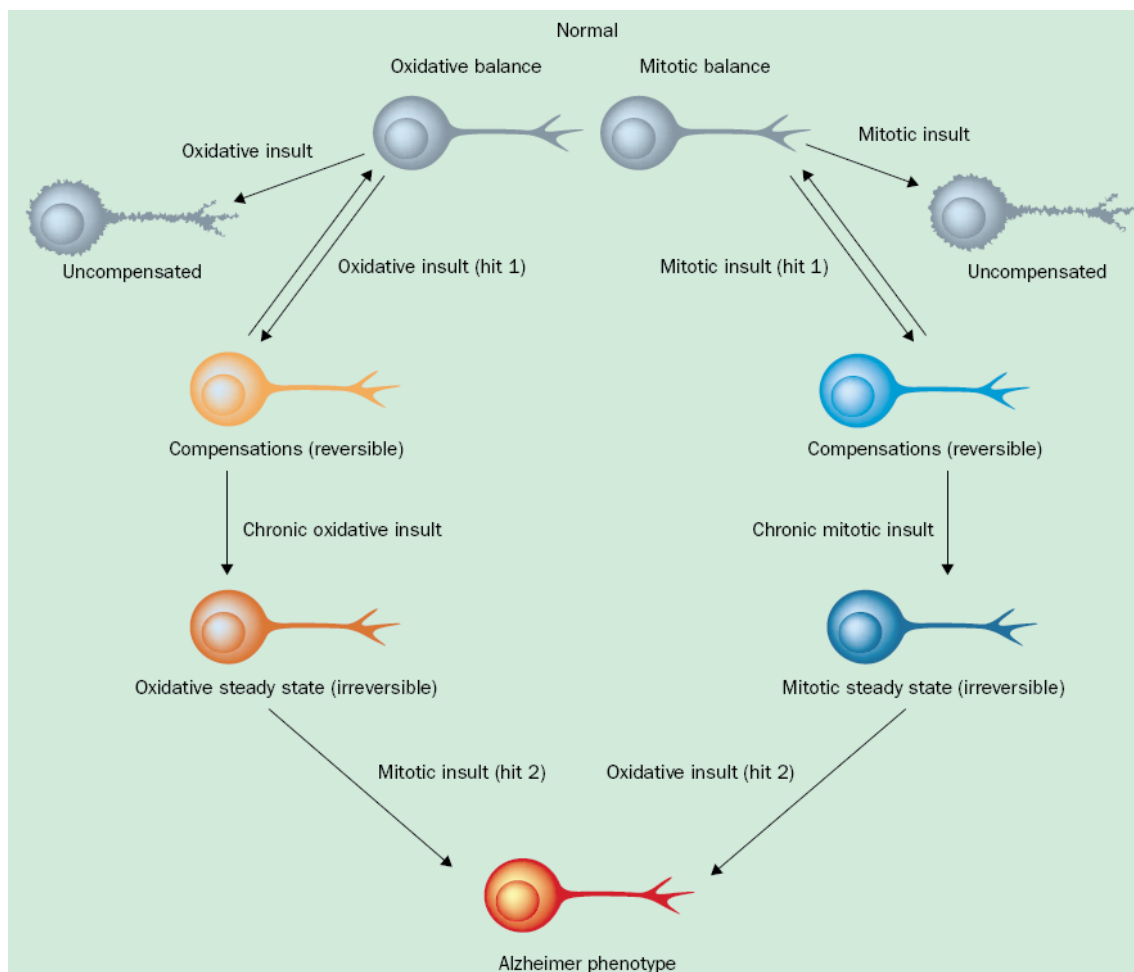 Normal
Oxidative balance
Mitotic balance
Oxidative insult
Mitotic insult
Uncompensated
Oxidative insult (hit 1)
Mitotic insult (hit 1)
Uncompensated
Compensations (reversible)
Compensations (reversible)
Chronic oxidative insult
Chronic mitotic insult
Oxidative steady state (irreversible)
Mitotic steady state (irreversible)
Mitotic insult (hit 2)
Oxidative insult (hit 2)
Alzheimer phenotype